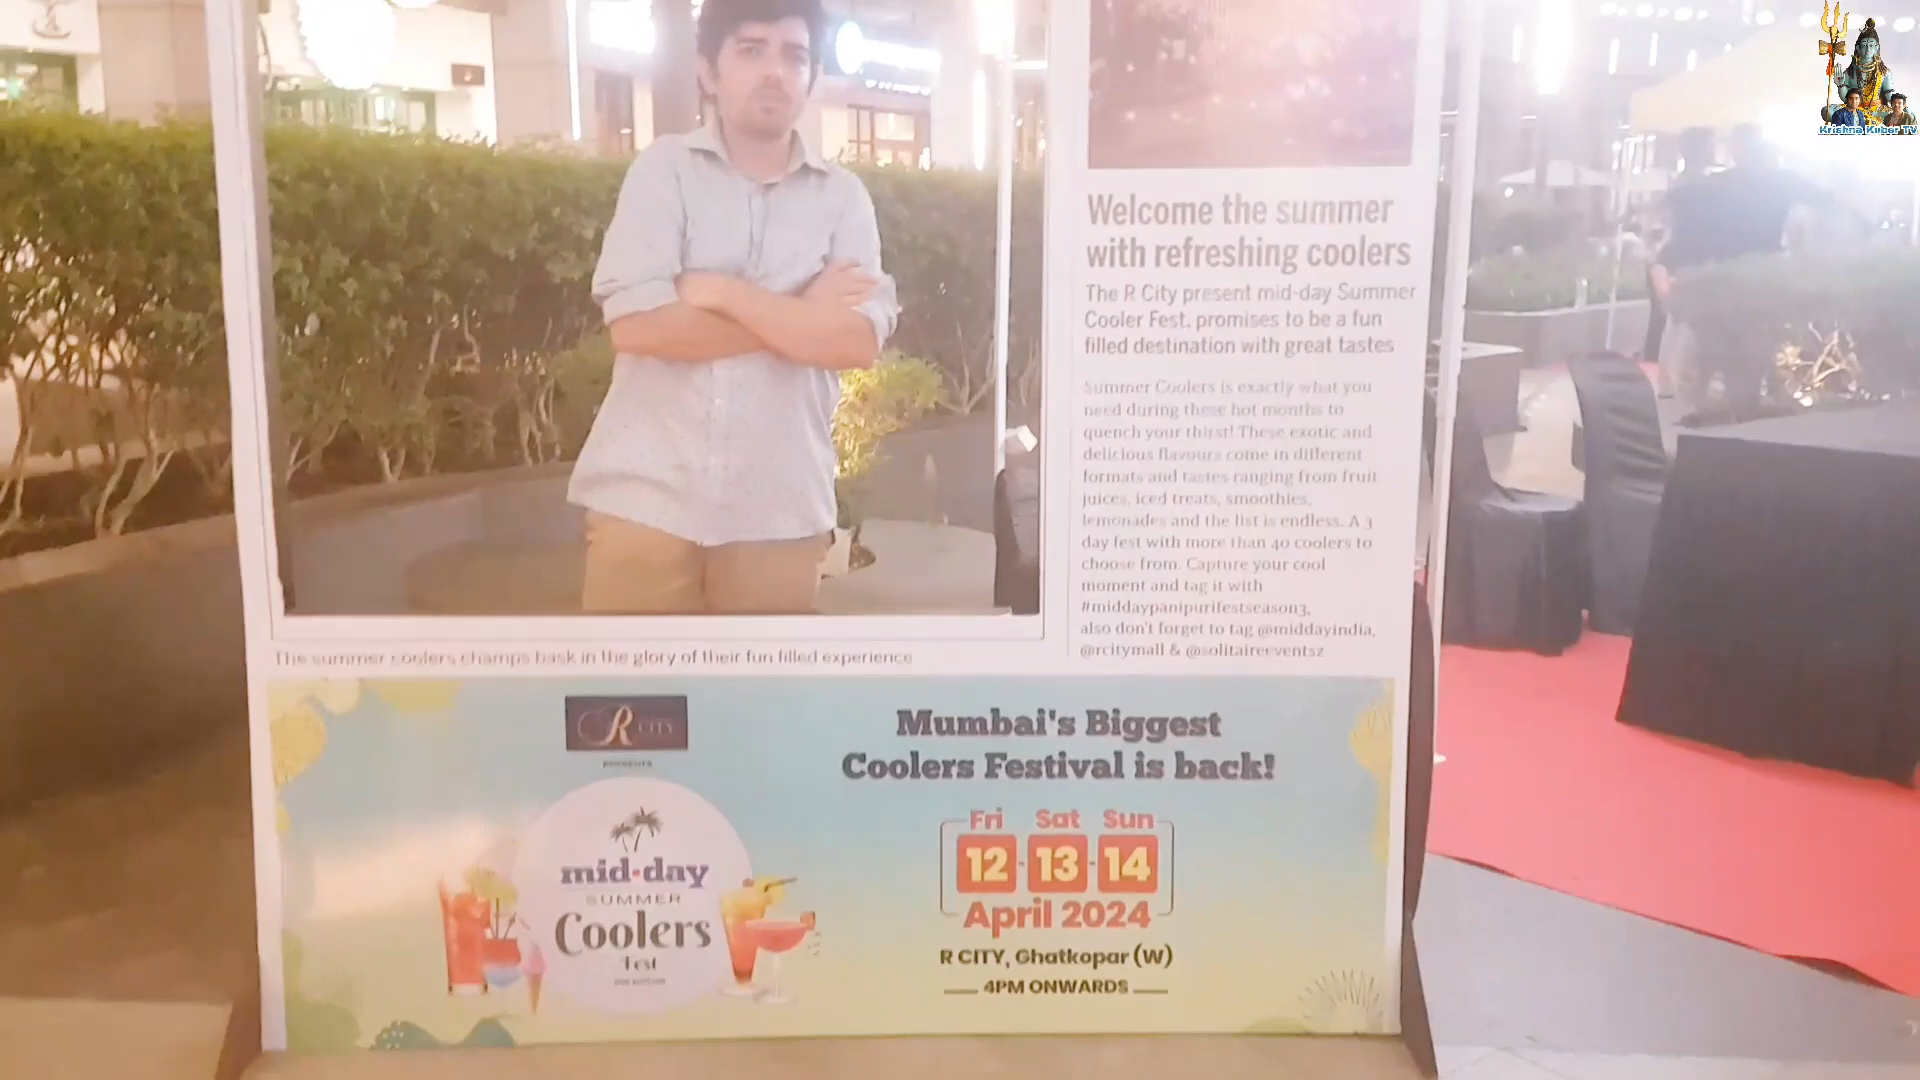 Krishna Kuber TV
Welcome the summer
with refreshing coolers
The R City present mid-day Summer
Cooler Fest, promises to be a fun
filled destination with great tastes
Summer Coolers is exactly what you
need during these hot months to
quench your thirst! These exotic and
delicious flavours come in different
formats and tastes ranging from fruit
juices, iced treats, smoothies,
lemonades and the list is endless. A 3
day fest with more than 40 coolers to
choose from. Capture your cool
moment and tag it with
#middaypanipurifestseason3,
also don't forget to tag @middayindia,
@rcitymall & @solitaireeventsz
The summer coolers champs bask in the glory of their fun filled experience
R CITY
PRESENTS
mid-day
SUMMER
Coolers
Fest
Mumbai's Biggest
Coolers Festival is back!
Fri Sat Sun
12-13-14
April 2024
R CITY, Ghatkopar (W)
4PM ONWARDS